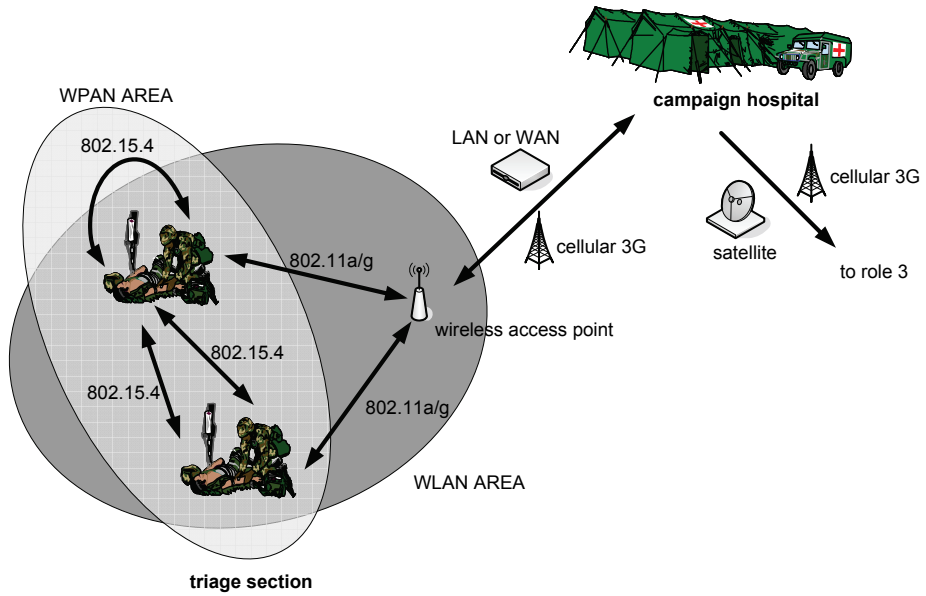 campaign hospital
WPAN AREA
802.15.4
LAN or WAN
cellular 3G
cellular 3G
satellite
to role 3
802.11a/g
wireless access point
802.15.4
802.15.4
802.11a/g
WLAN AREA
triage section